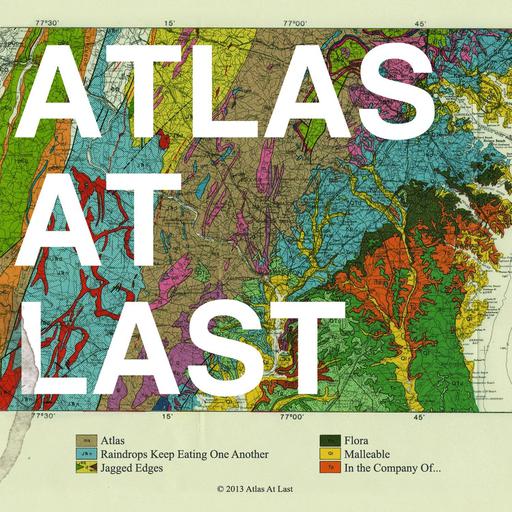 77°30' 15' 77°00' 45'
ATLAS
AT
LAST
77°30' 15' 77°00' 45'
Atlas
Raindrops Keep Eating One Another
Jagged Edges
Flora
Malleable
In the Company Of...
© 2013 Atlas At Last